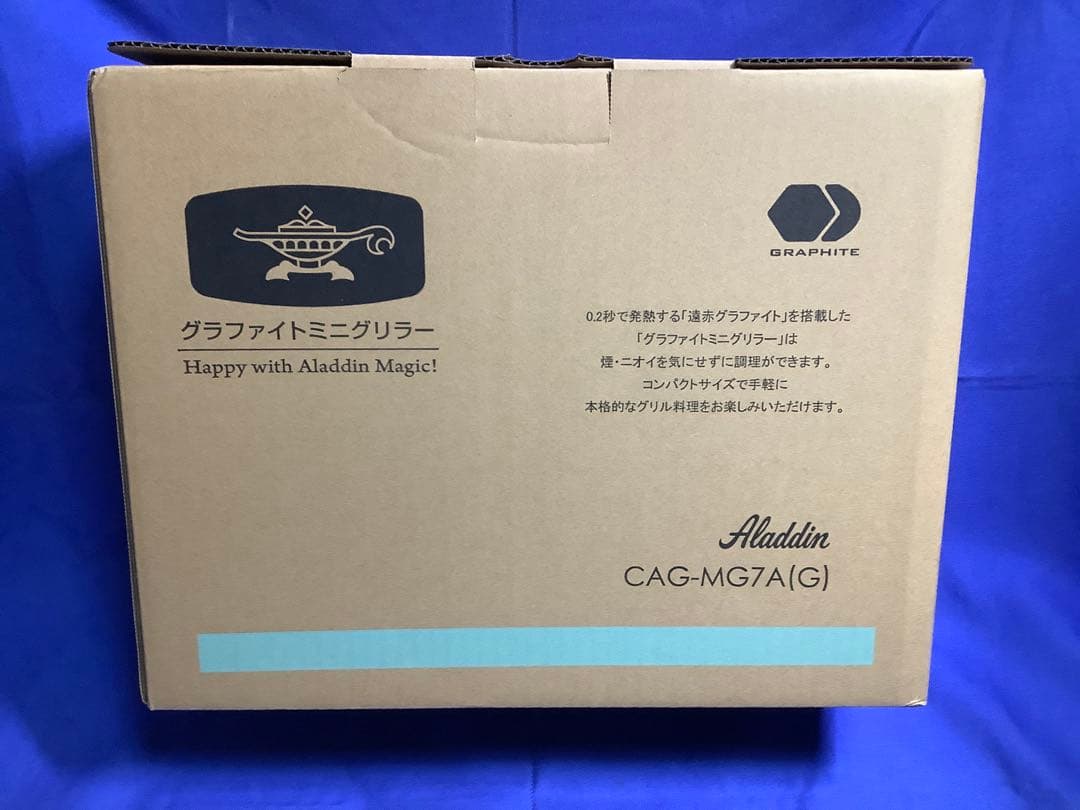 グラファイトミニグリラー
Happy with Aladdin Magic!
GRAPHITE
0.2秒で発熱する「遠赤グラファイト」を搭載した
「グラファイトミニグリラー」は
煙・ニオイを気にせずに調理ができます。
コンパクトサイズで手軽に
本格的なグリル料理をお楽しみいただけます。
Aladdin
CAG-MG7A(G)